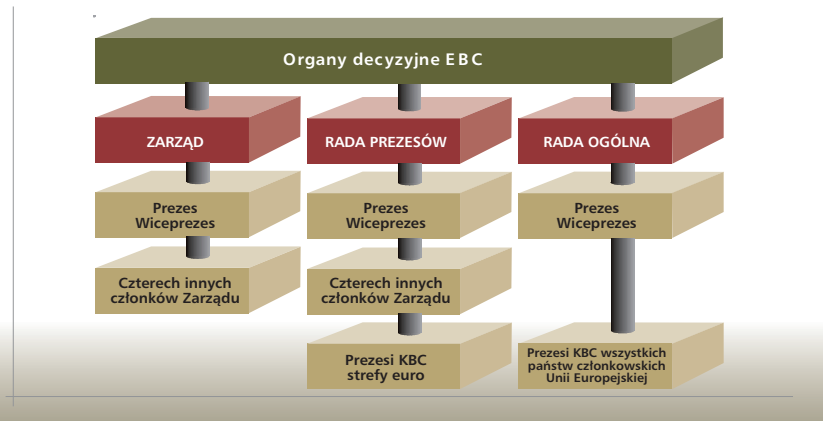 Organy decyzyjne EBC
ZARZĄD
RADA PREZESÓW
RADA OGÓLNA
Prezes
Wiceprezes
Prezes
Wiceprezes
Prezes
Wiceprezes
Czterech innych
członków Zarządu
Czterech innych
członków Zarządu
Prezesi KBC
strefy euro
Prezesi KBC wszystkich
państw członkowskich
Unii Europejskiej